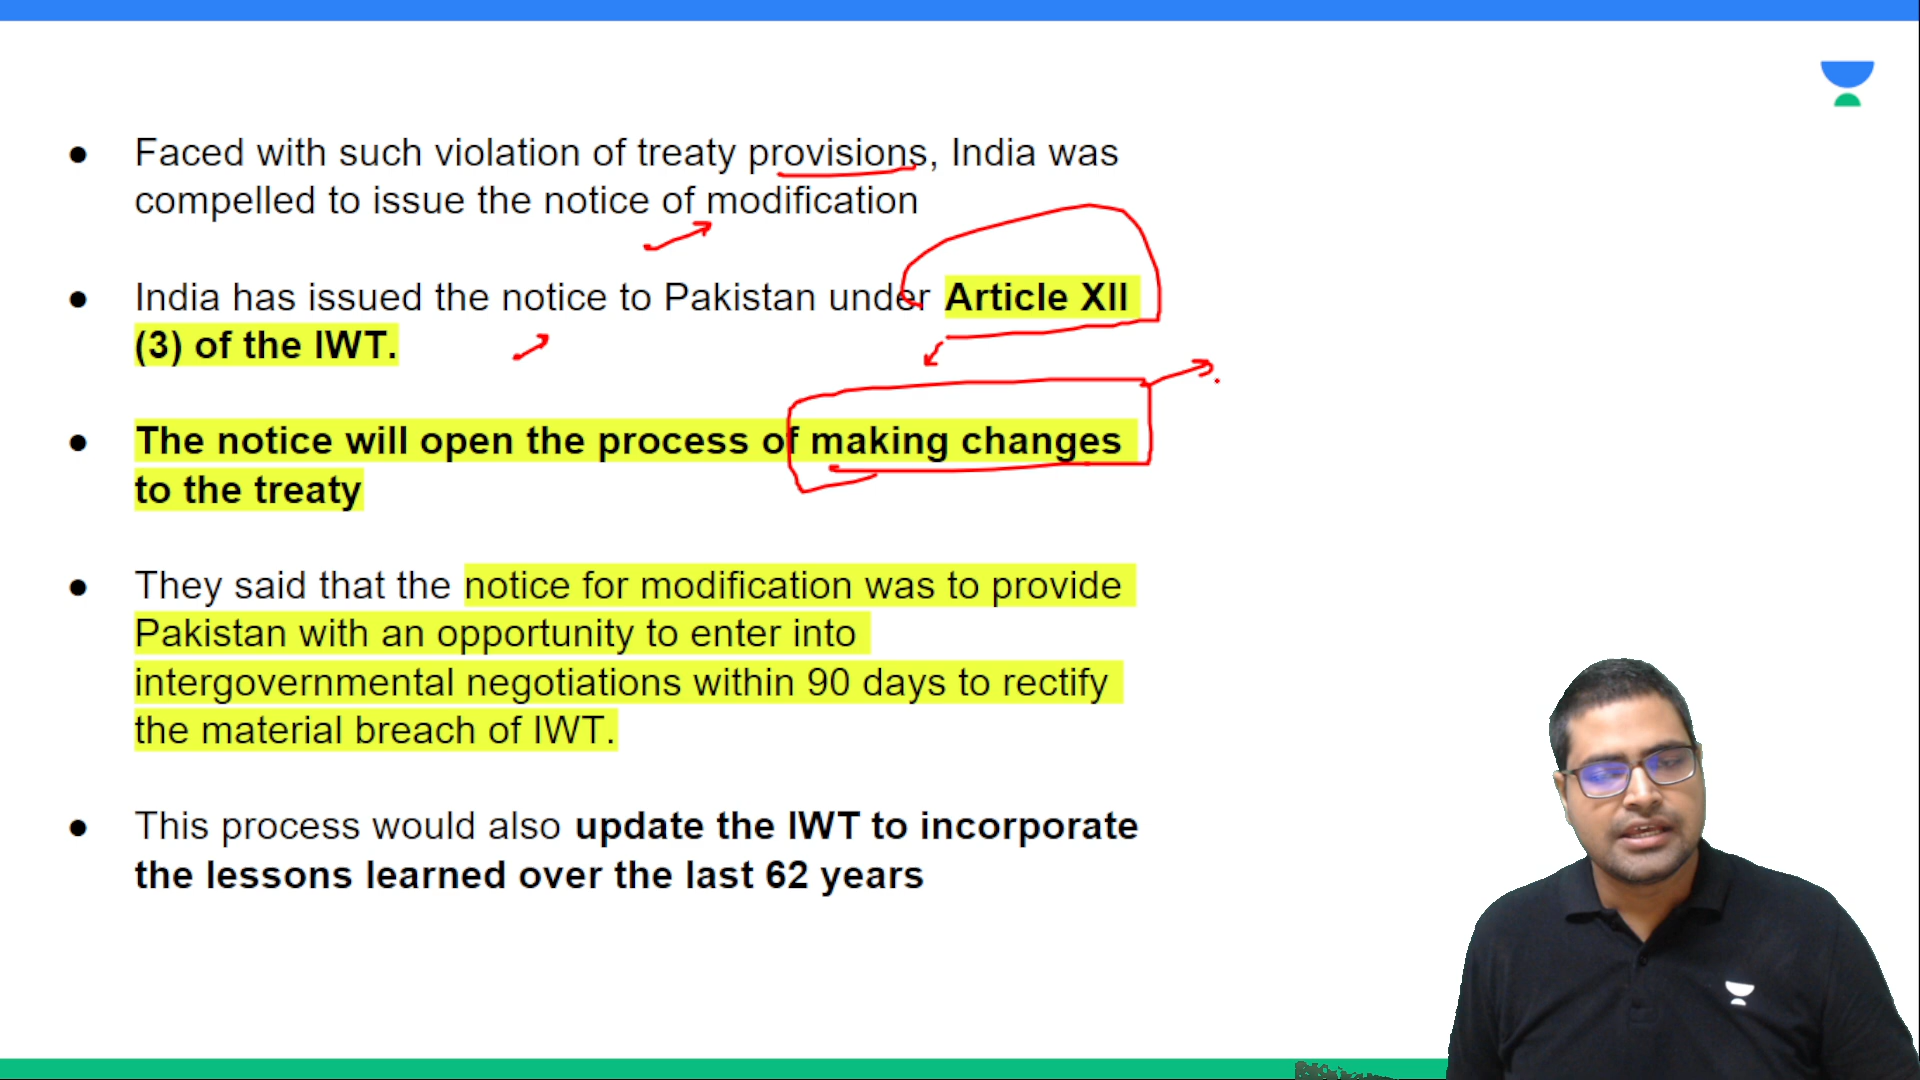 ● Faced with such violation of treaty provisions, India was
compelled to issue the notice of modification
● India has issued the notice to Pakistan under Article XII
(3) of the IWT.
● The notice will open the process of making changes
to the treaty
● They said that the notice for modification was to provide
Pakistan with an opportunity to enter into
intergovernmental negotiations within 90 days to rectify
the material breach of IWT.
● This process would also update the IWT to incorporate
the lessons learned over the last 62 years